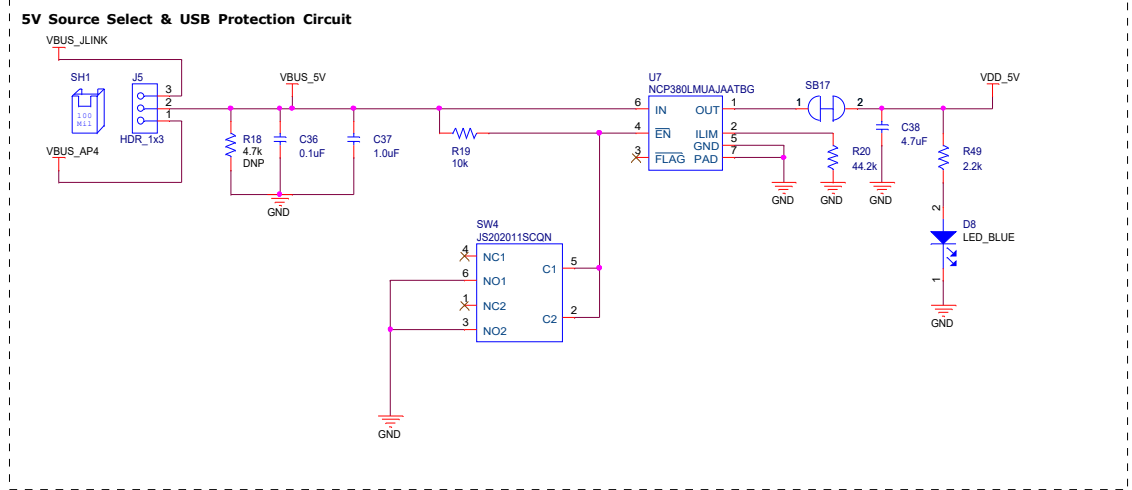 5V Source Select & USB Protection Circuit
VBUS_JLINK
SH1
100
Mil
J5
3
2
1
HDR_1x3
VBUS_AP4
VBUS_5V
R18
4.7k
DNP
C36
0.1uF
C37
1.0uF
GND
R19
10k
U7
NCP380LMUAJAATBG
6
IN
4
EN
3
FLAG
OUT
1
ILIM
2
GND
5
PAD
7
GND
SB17
1
2
R20
44.2k
GND
C38
4.7uF
GND
VDD_5V
R49
2.2k
2
D8
LED_BLUE
1
GND
SW4
JS202011SCQN
4
NC1
6
NO1
1
NC2
3
NO2
C1
5
C2
2
GND